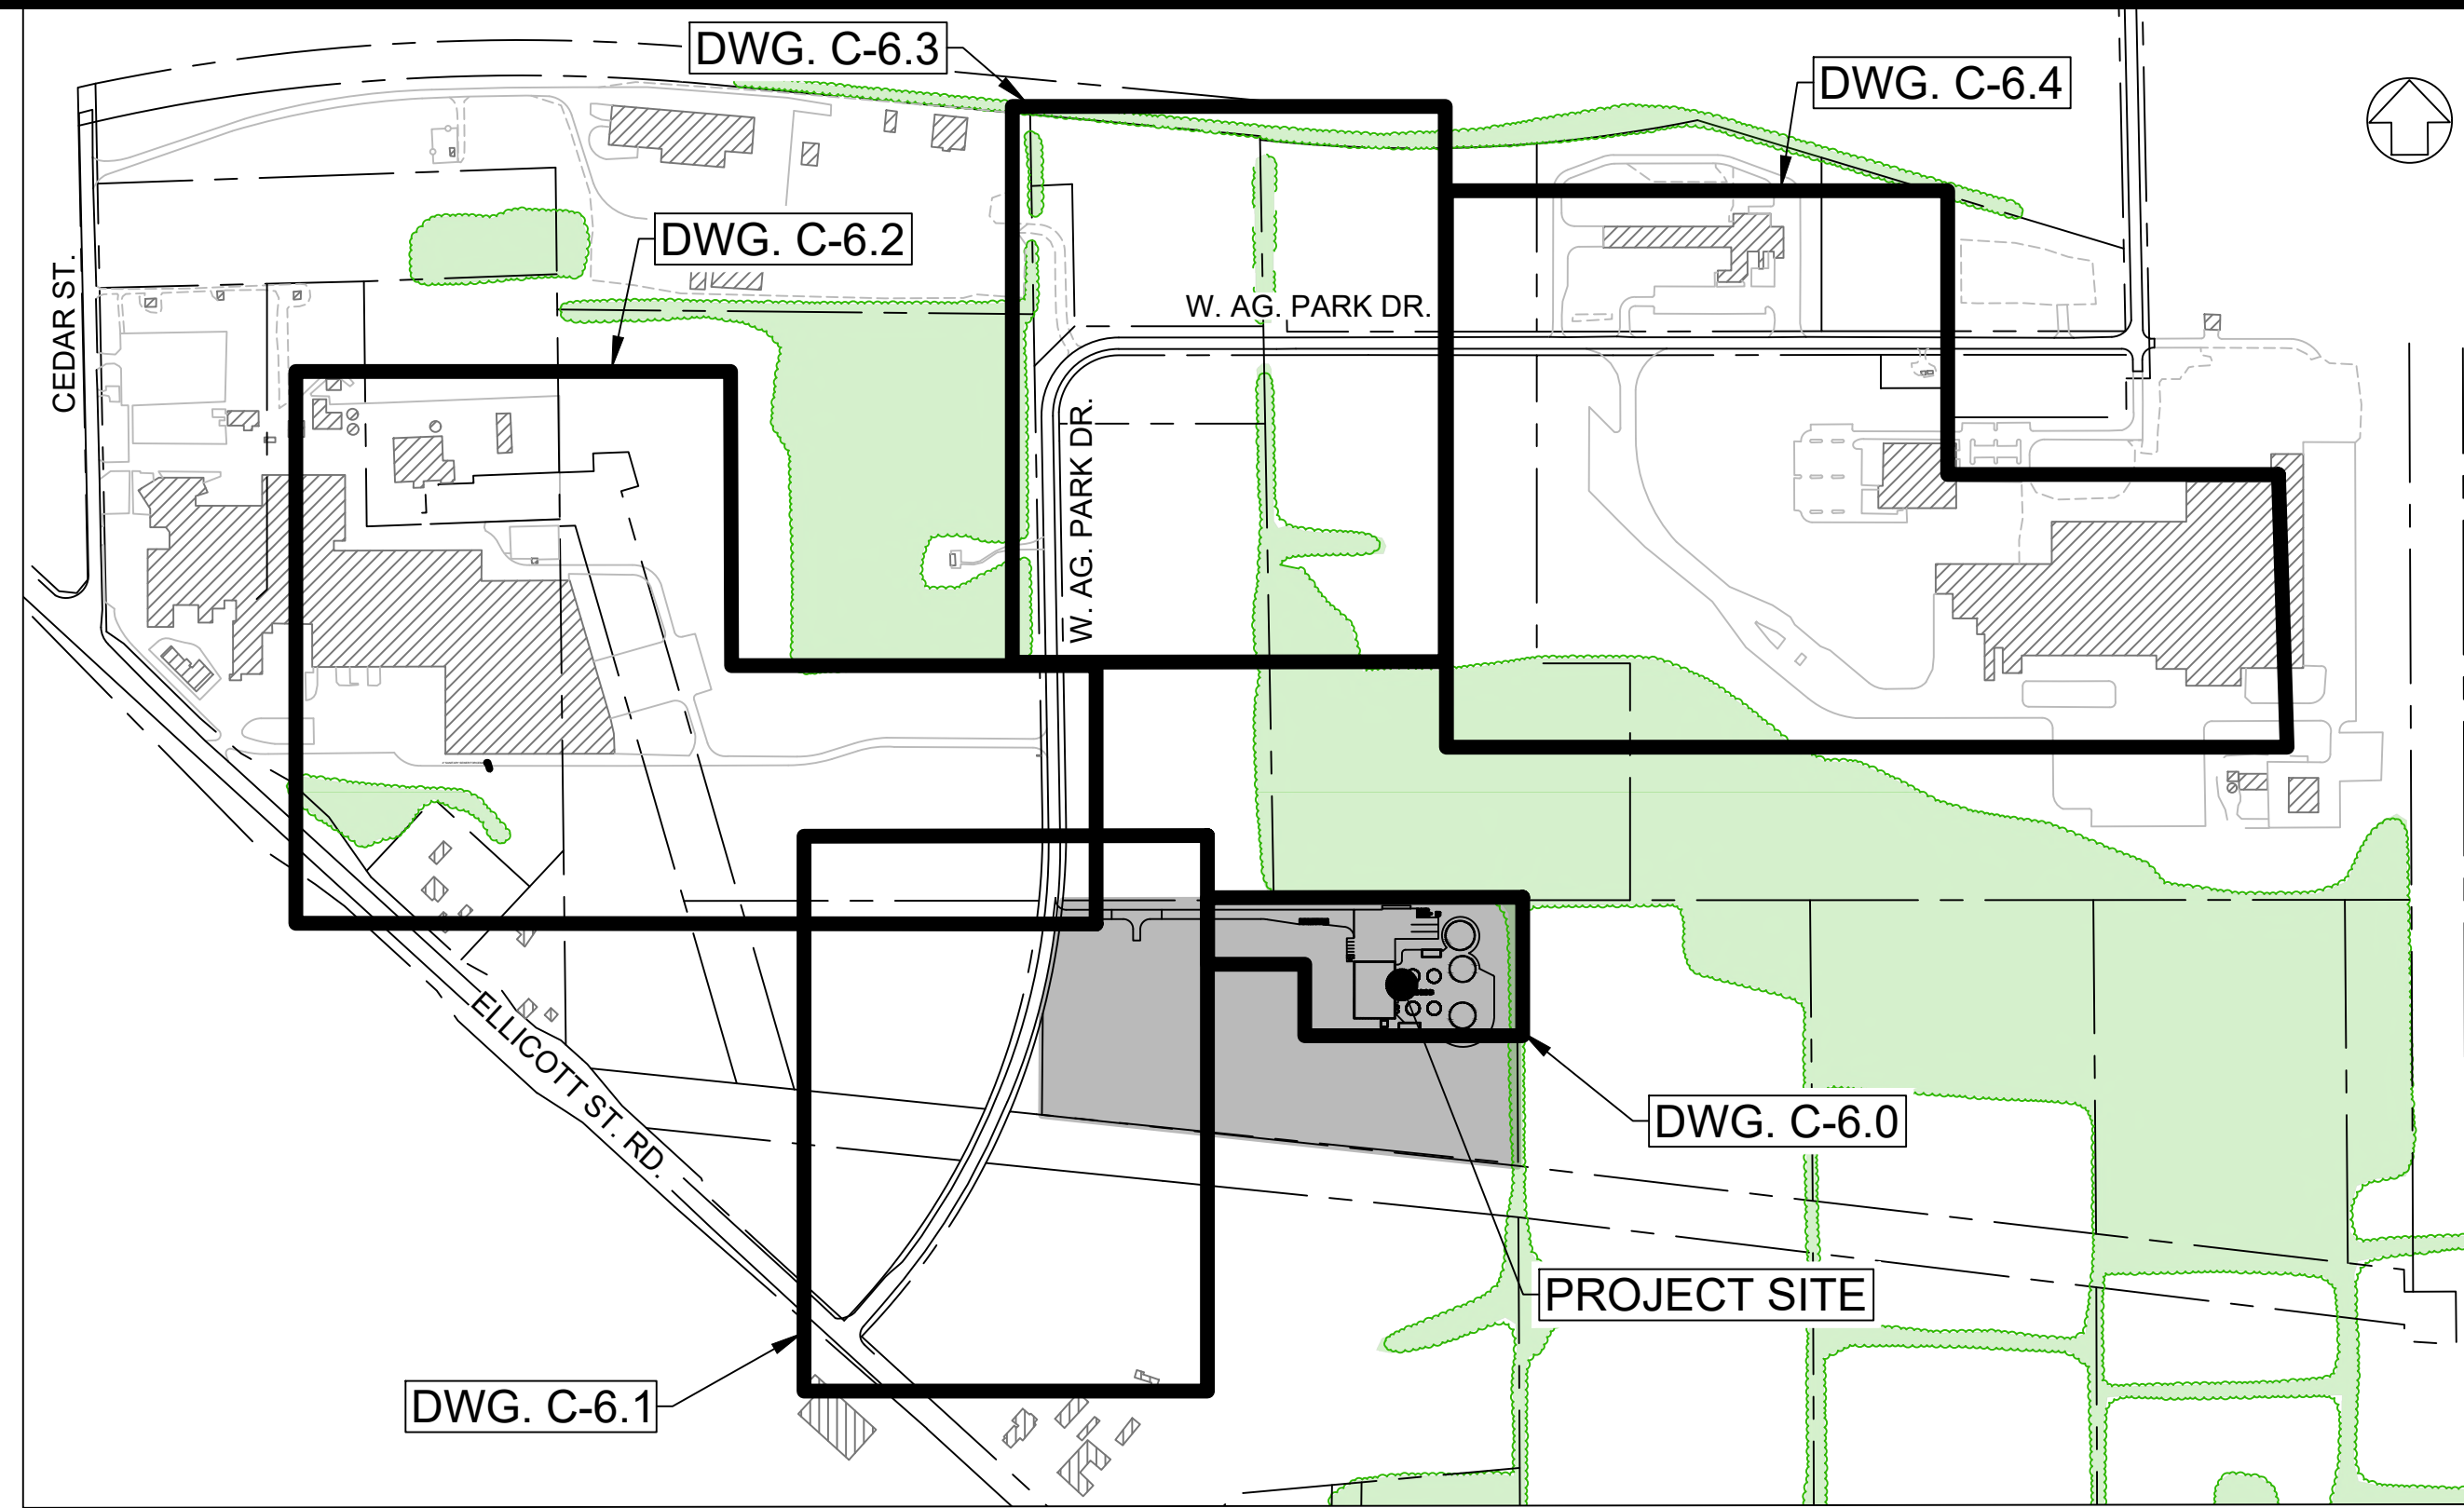 DWG. C-6.3
DWG. C-6.4
DWG. C-6.2
CEDAR ST.
W. AG. PARK DR.
W. AG. PARK DR.
ELLICOTT ST. RD.
DWG. C-6.0
PROJECT SITE
DWG. C-6.1